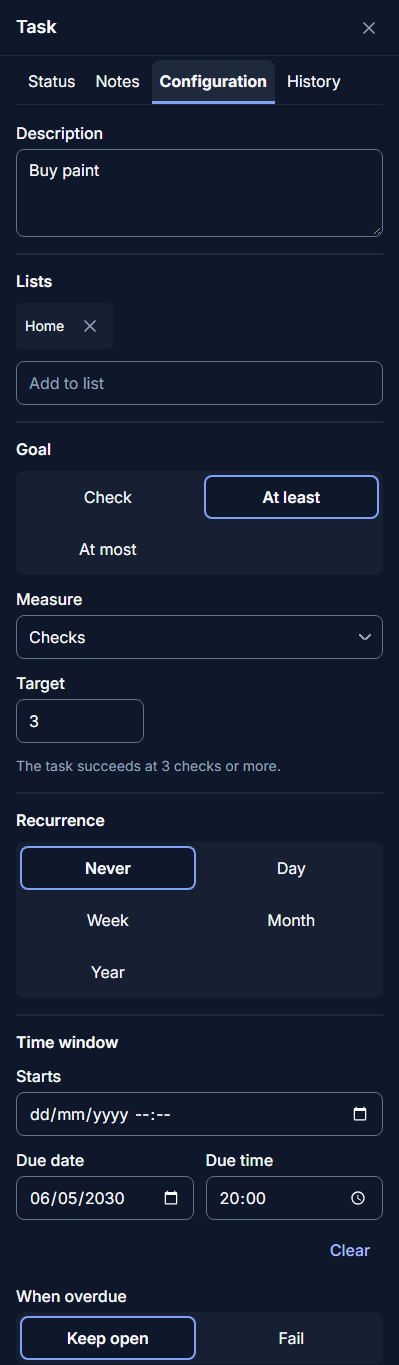 Task
Status Notes Configuration History
Description
Buy paint
Lists
Home
Add to list
Goal
Check At least
At most
Measure
Checks
Target
3
The task succeeds at 3 checks or more.
Recurrence
Never Day
Week Month
Year
Time window
Starts
dd/mm/yyyy --:--
Due date Due time
06/05/2030 20:00
Clear
When overdue
Keep open Fail